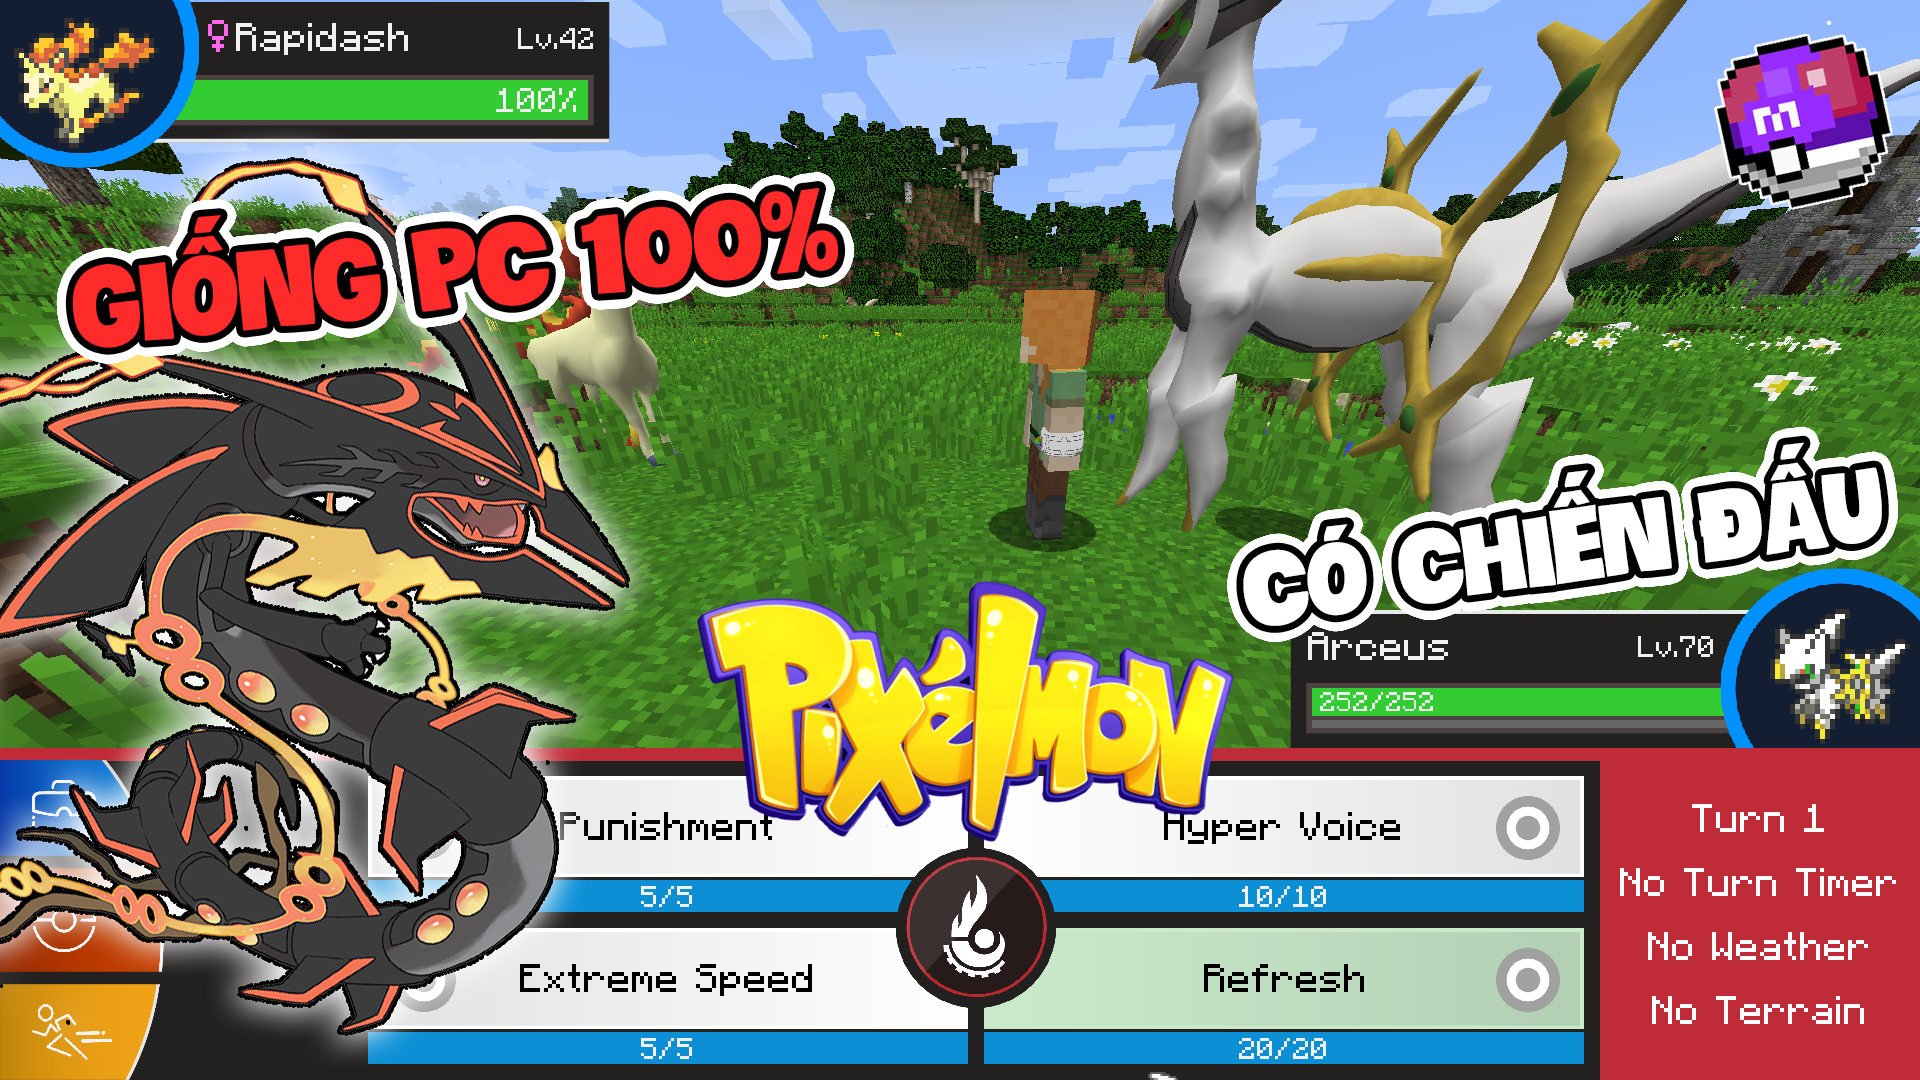 Rapidash Lv.42
100%
m
GIỐNG PC 100%
CÓ CHIẾN ĐẤU
Arceus Lv.70
252/252
Pixelmon
Punishment
5/5
Hyper Voice
10/10
Extreme Speed
5/5
Refresh
20/20
Turn 1
No Turn Timer
No Weather
No Terrain